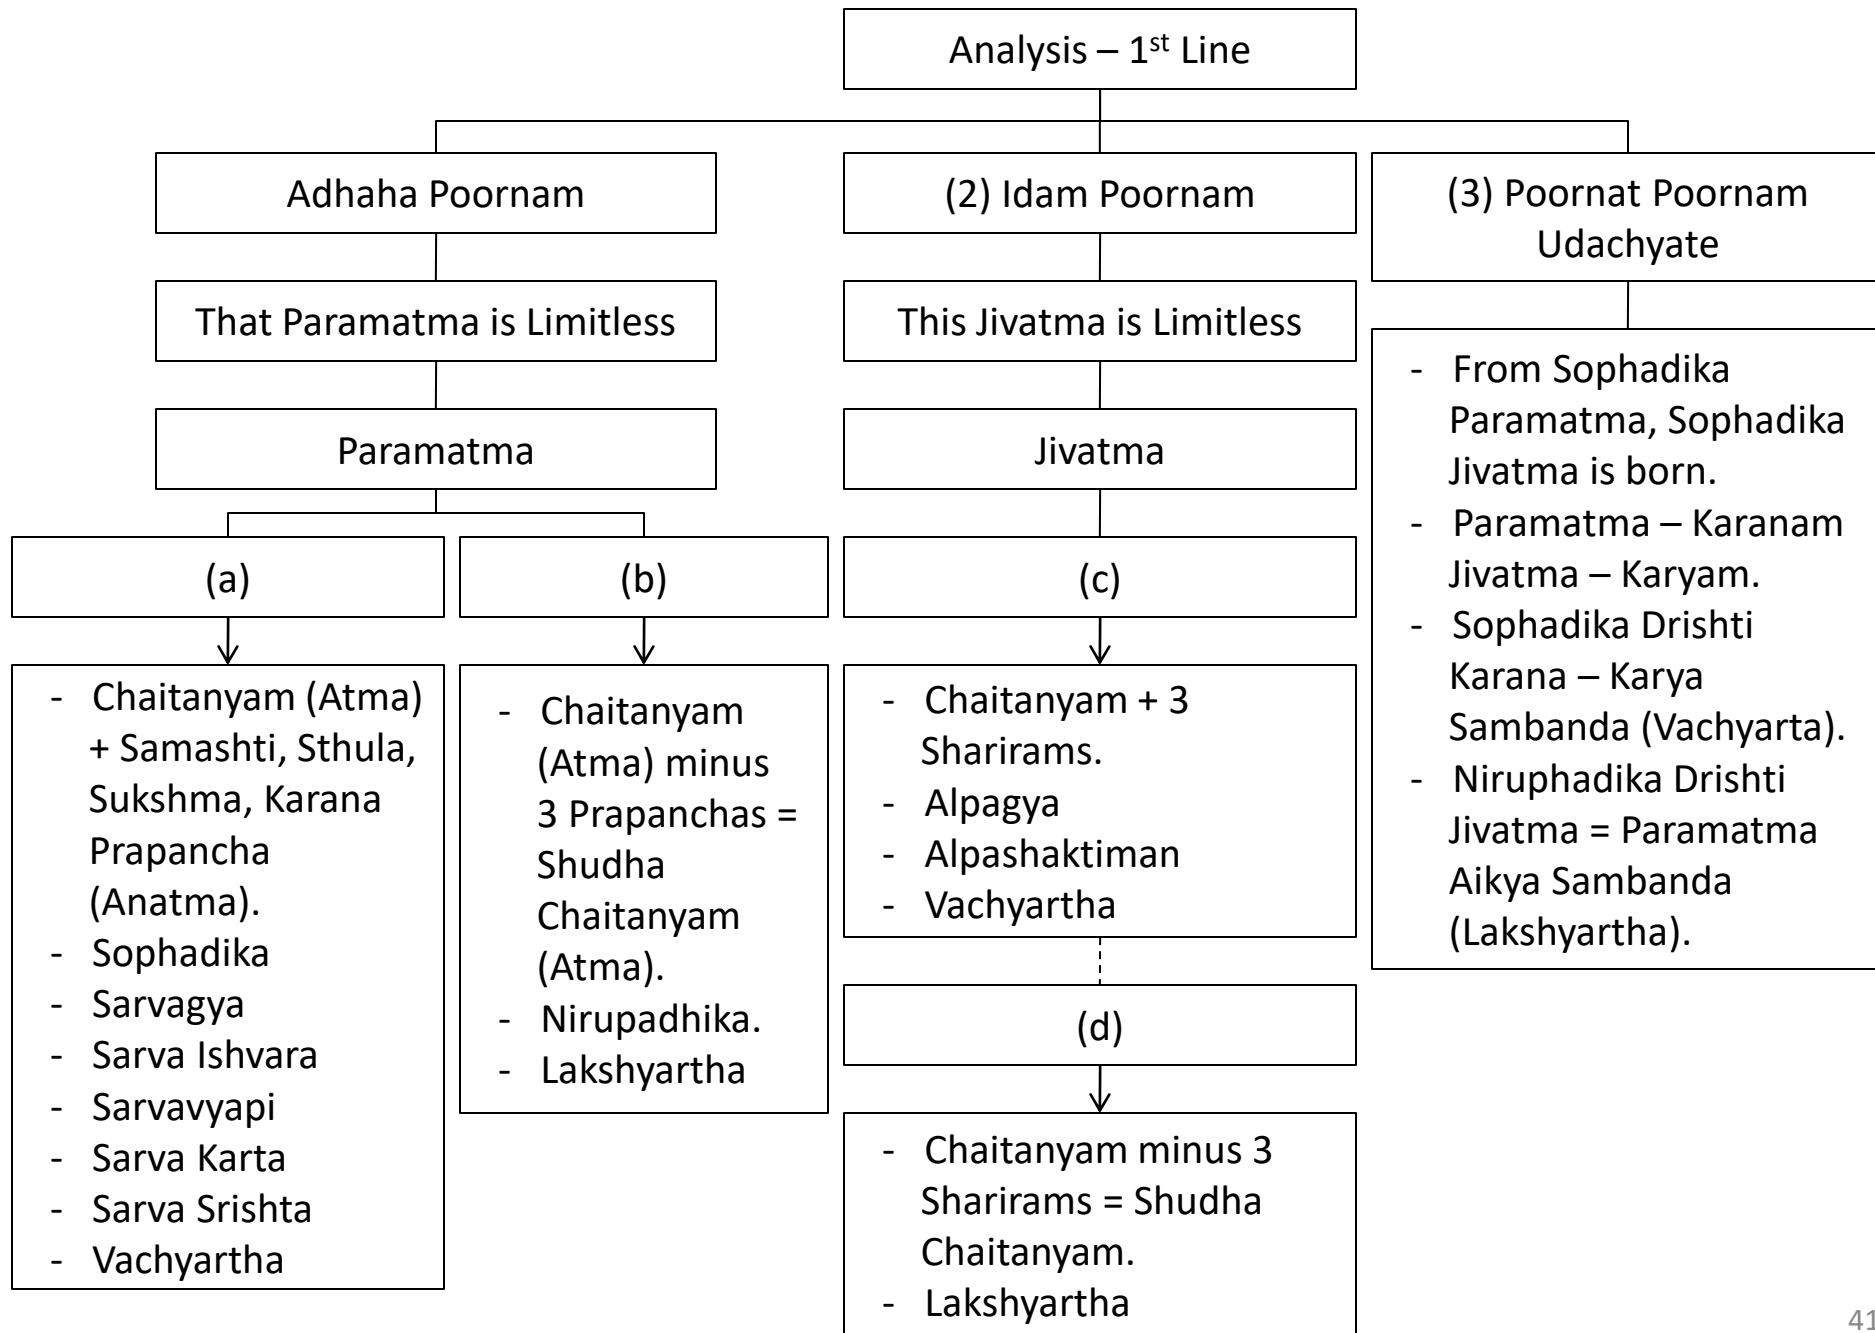 Analysis – 1st Line
Adhaha Poornam
(2) Idam Poornam
(3) Poornat Poornam
Udachyate
That Paramatma is Limitless
This Jivatma is Limitless
Paramatma
Jivatma
- From Sophadika
Paramatma, Sophadika
Jivatma is born.
- Paramatma – Karanam
Jivatma – Karyam.
- Sophadika Drishti
Karana – Karya
Sambanda (Vachyarta).
- Niruphadika Drishti
Jivatma = Paramatma
Aikya Sambanda
(Lakshyartha).
(a)
(b)
(c)
- Chaitanyam (Atma)
+ Samashti, Sthula,
Sukshma, Karana
Prapancha
(Anatma).
- Sophadika
- Sarvagya
- Sarva Ishvara
- Sarvavyapi
- Sarva Karta
- Sarva Srishta
- Vachyartha
- Chaitanyam
(Atma) minus
3 Prapanchas =
Shudha
Chaitanyam
(Atma).
- Nirupadhika.
- Lakshyartha
- Chaitanyam + 3
Sharirams.
- Alpagya
- Alpashaktiman
- Vachyartha
(d)
- Chaitanyam minus 3
Sharirams = Shudha
Chaitanyam.
- Lakshyartha
41